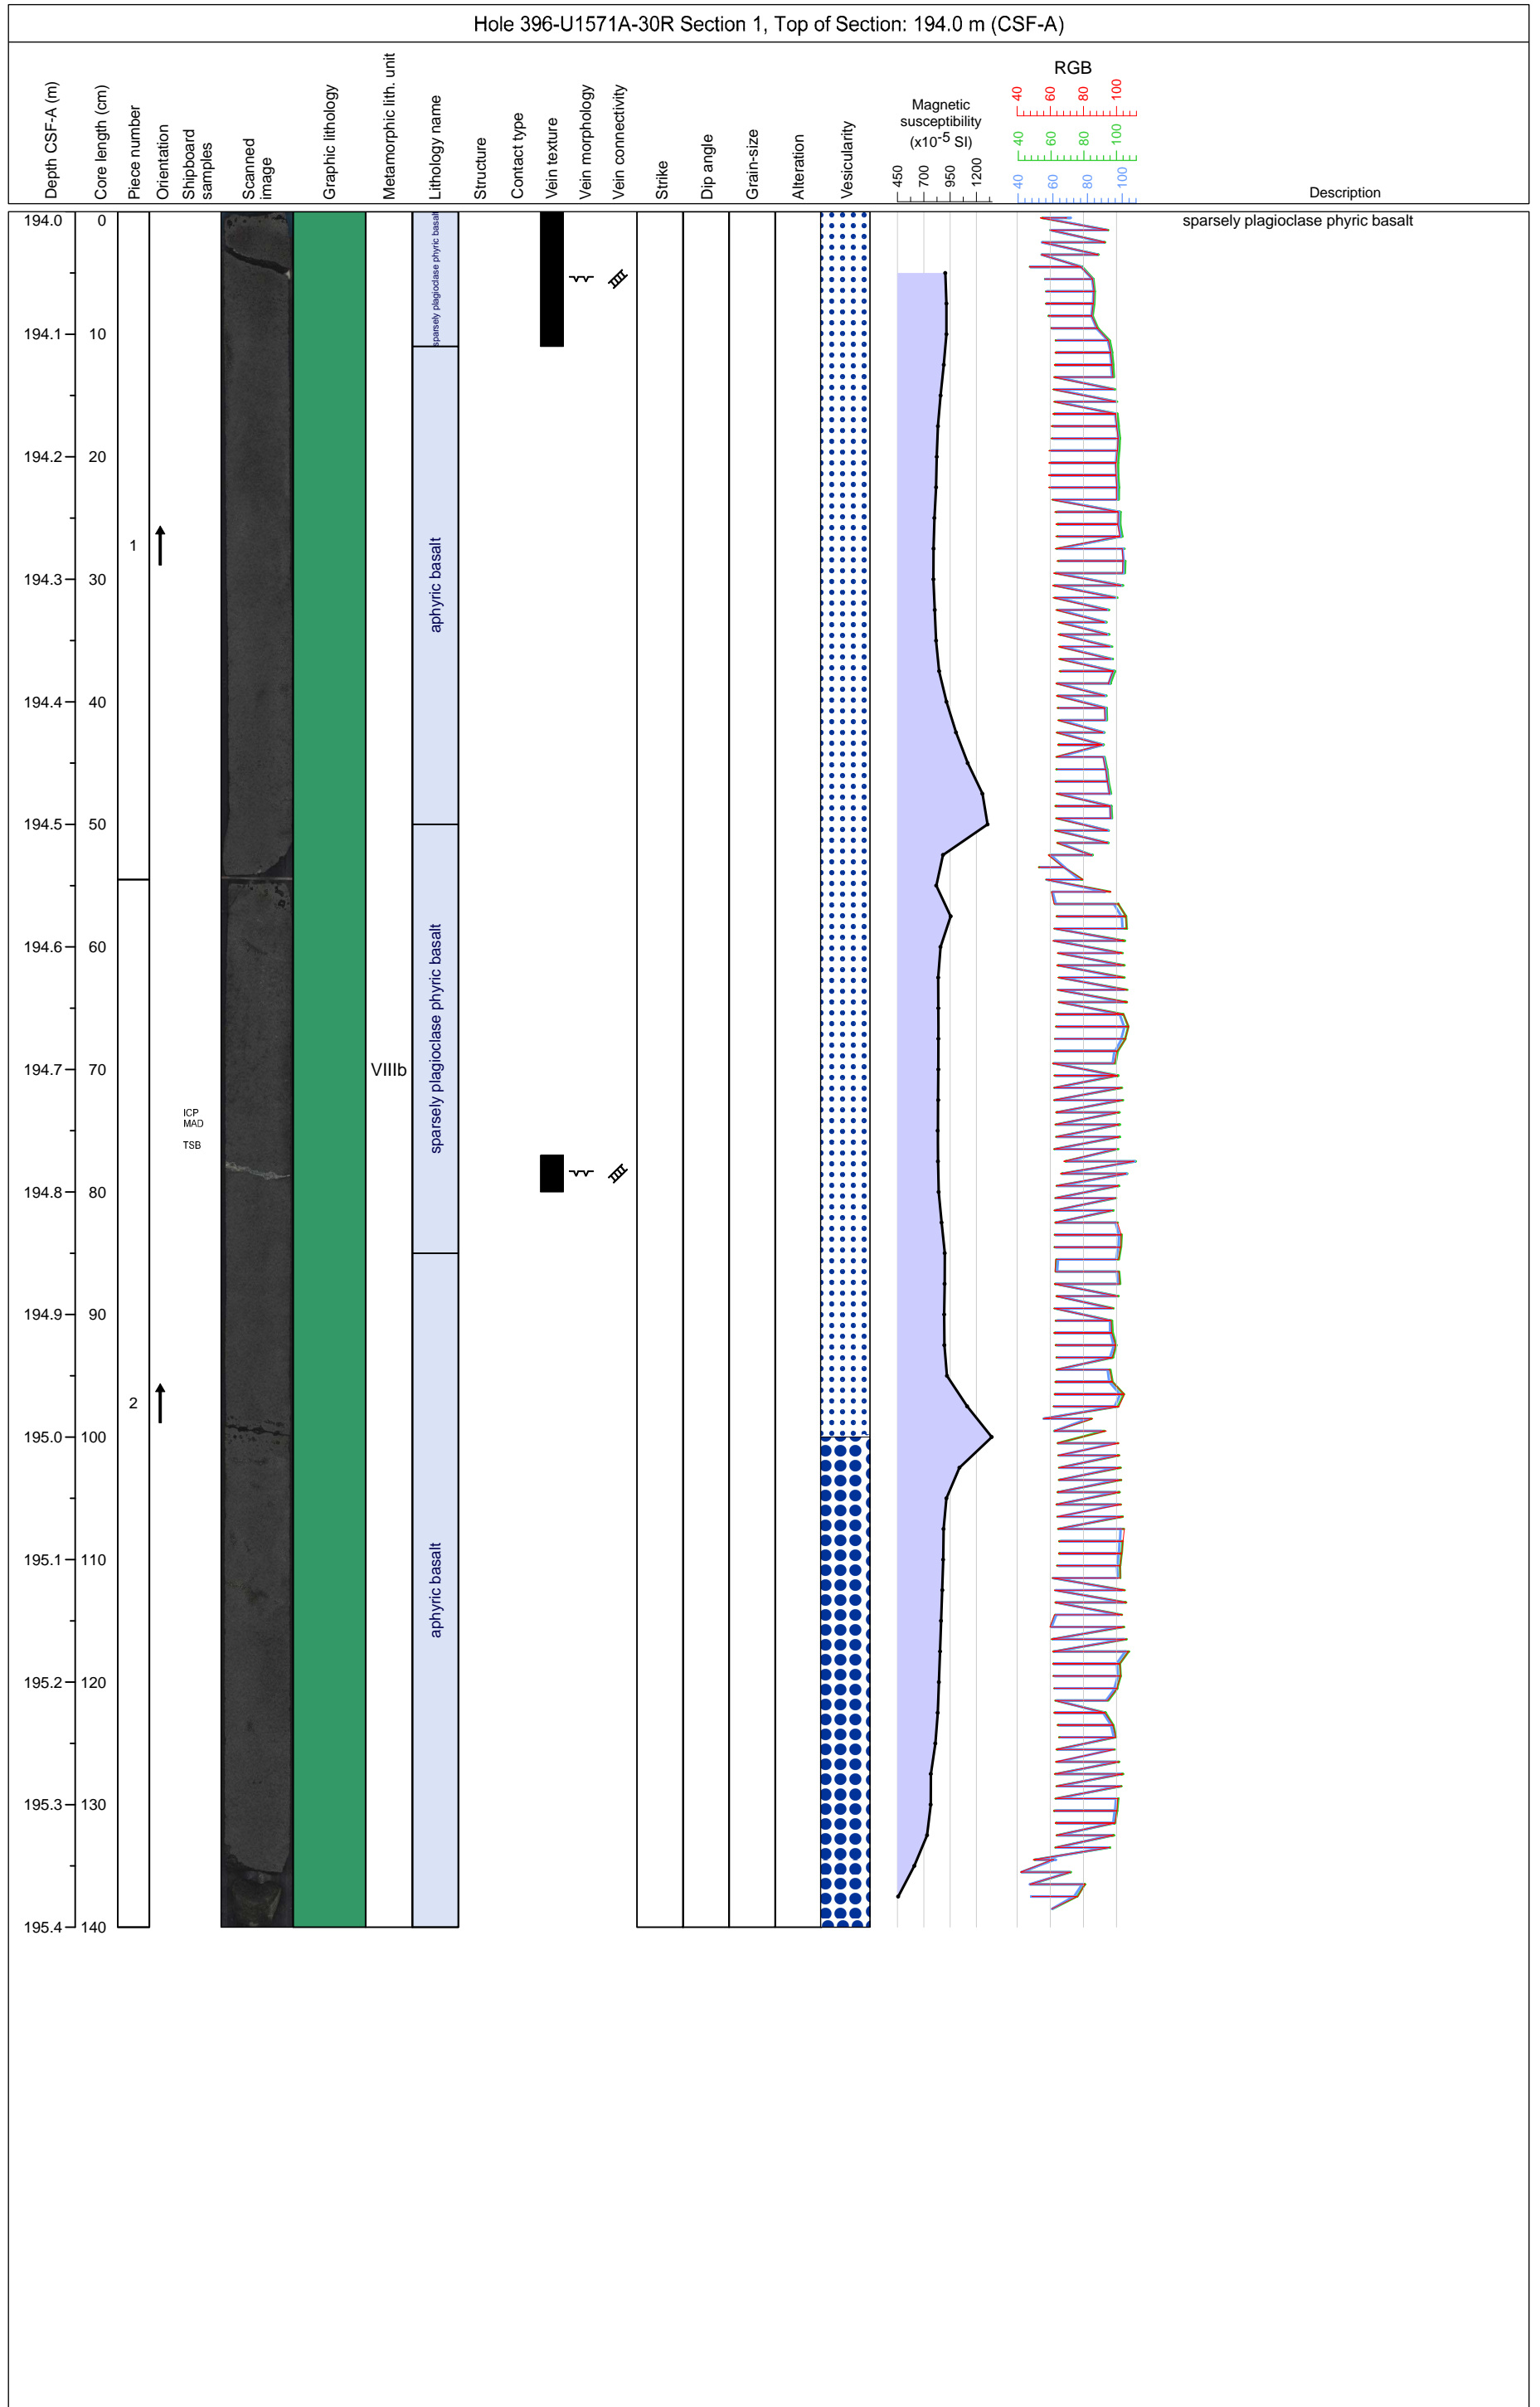 Hole 396-U1571A-30R Section 1, Top of Section: 194.0 m (CSF-A)
Depth CSF-A (m)
Core length (cm)
Piece number
Orientation
Shipboard
samples
Scanned
image
Graphic lithology
Metamorphic lith. unit
Lithology name
Structure
Contact type
Vein texture
Vein morphology
Vein connectivity
Strike
Dip angle
Grain-size
Alteration
Vesicularity
Magnetic
susceptibility
(x10-5 SI)
450 700 950 1200
RGB
40 60 80 100
40 60 80 100
40 60 80 100
Description
194.0 0
194.1 10
194.2 20
194.3 30
194.4 40
194.5 50
194.6 60
194.7 70
194.8 80
194.9 90
195.0 100
195.1 110
195.2 120
195.3 130
195.4 140
1
2
ICP
MAD
TSB
VIIIb
sparsely plagioclase phyric basalt
aphyric basalt
sparsely plagioclase phyric basalt
aphyric basalt
sparsely plagioclase phyric basalt